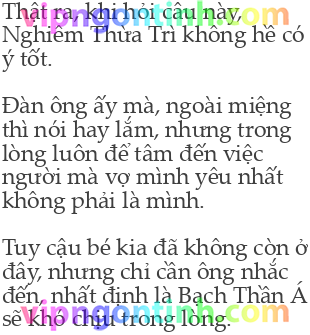 Thật ra, khi hỏi câu này,
Nghiêm Thừa Trì không hề có
ý tốt.
Đàn ông ấy mà, ngoài miệng
thì nói hay lắm, nhưng trong
lòng luôn để tâm đến việc
người mà vợ mình yêu nhất
không phải là mình.
Tuy cậu bé kia đã không còn ở
đây, nhưng chỉ cần ông nhắc
đến, nhất định là Bạch Thần Á
sẽ khó chịu trong lòng.
vipngontinh.com
vipngontinh.com